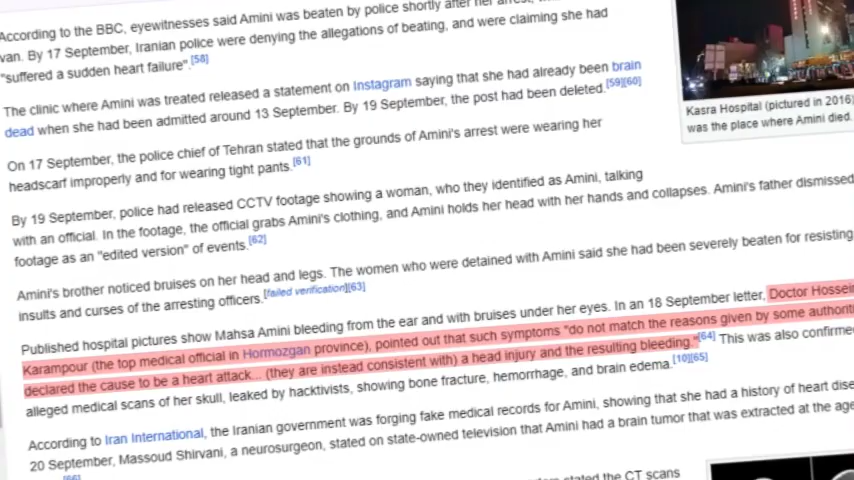 According to the BBC, eyewitnesses said Amini was beaten by police shortly after her arrest,
van. By 17 September, Iranian police were denying the allegations of beating, and were claiming she had
"suffered a sudden heart failure".[58]
The clinic where Amini was treated released a statement on Instagram saying that she had already been brain
dead when she had been admitted around 13 September. By 19 September, the post had been deleted.[59][60]
On 17 September, the police chief of Tehran stated that the grounds of Amini's arrest were wearing her
headscarf improperly and for wearing tight pants.[61]
By 19 September, police had released CCTV footage showing a woman, who they identified as Amini, talking
with an official. In the footage, the official grabs Amini's clothing, and Amini holds her head with her hands and collapses. Amini's father dismissed
footage as an "edited version" of events.[62]
Amini's brother noticed bruises on her head and legs. The women who were detained with Amini said she had been severely beaten for resisting
insults and curses of the arresting officers.[failed verification][63]
Published hospital pictures show Mahsa Amini bleeding from the ear and with bruises under her eyes. In an 18 September letter, Doctor Hossein
Karampour (the top medical official in Hormozgan province), pointed out that such symptoms "do not match the reasons given by some authoriti
declared the cause to be a heart attack... (they are instead consistent with) a head injury and the resulting bleeding."[64] This was also confirmed
alleged medical scans of her skull, leaked by hacktivists, showing bone fracture, hemorrhage, and brain edema.[10][65]
According to Iran International, the Iranian government was forging fake medical records for Amini, showing that she had a history of heart dise
20 September, Massoud Shirvani, a neurosurgeon, stated on state-owned television that Amini had a brain tumor that was extracted at the age
[66]
stated the CT scans
Kasra Hospital (pictured in 2016)
was the place where Amini died.